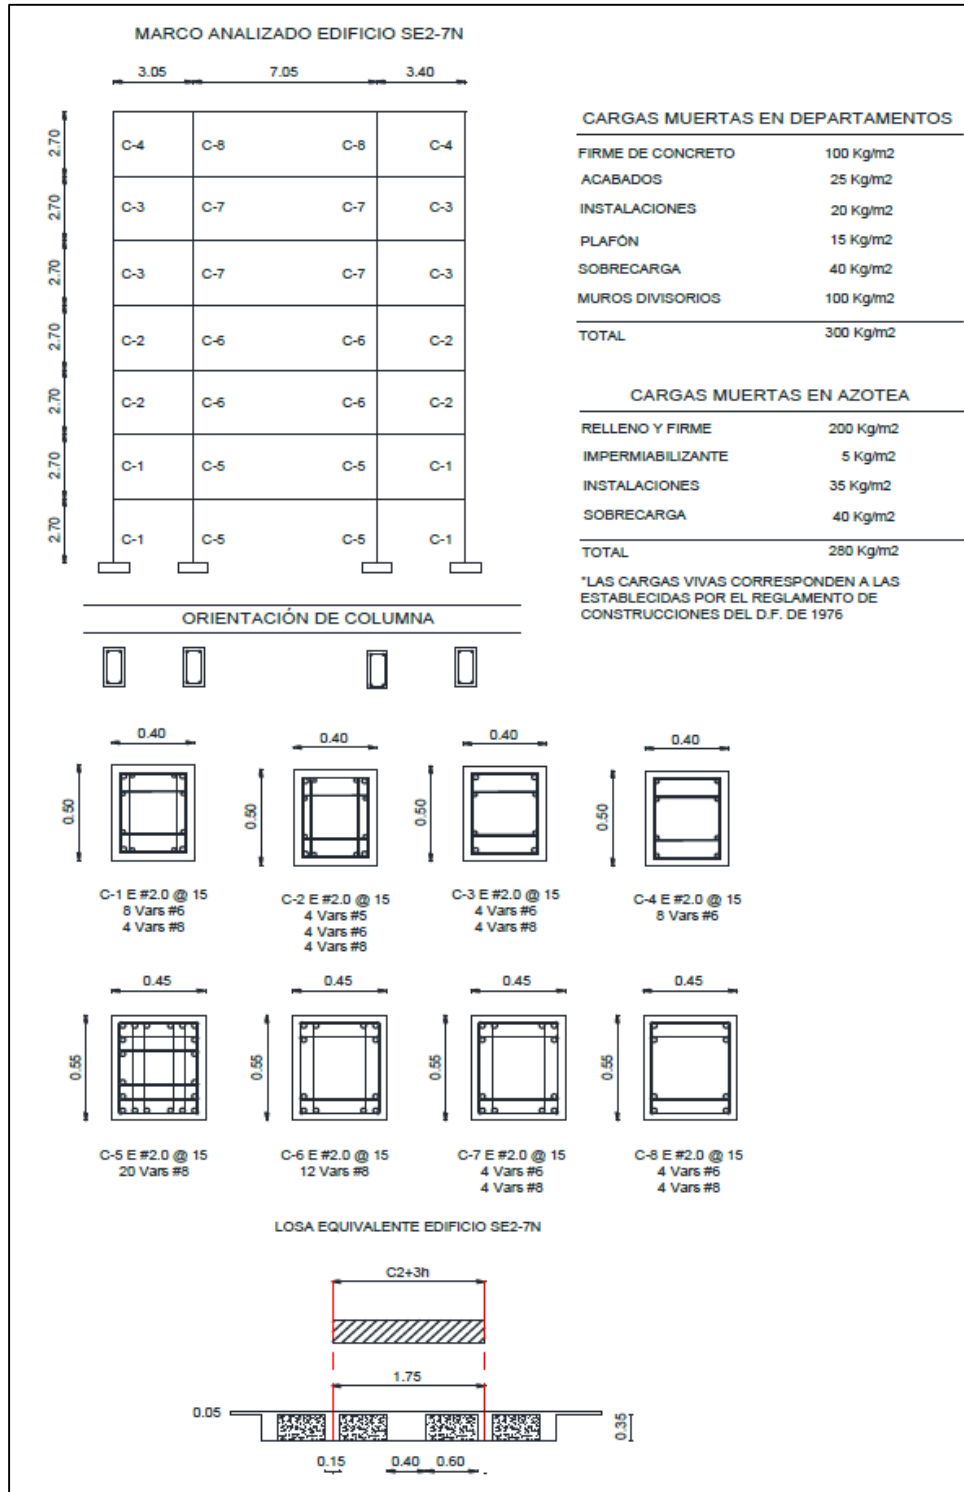 MARCO ANALIZADO EDIFICIO SE2-7N
3.05 7.05 3.40
2.70 C-4 C-8 C-8 C-4
2.70 C-3 C-7 C-7 C-3
2.70 C-3 C-7 C-7 C-3
2.70 C-2 C-6 C-6 C-2
2.70 C-2 C-6 C-6 C-2
2.70 C-1 C-5 C-5 C-1
2.70 C-1 C-5 C-5 C-1
CARGAS MUERTAS EN DEPARTAMENTOS
FIRME DE CONCRETO 100 Kg/m2
ACABADOS 25 Kg/m2
INSTALACIONES 20 Kg/m2
PLAFÓN 15 Kg/m2
SOBRECARGA 40 Kg/m2
MUROS DIVISORIOS 100 Kg/m2
TOTAL 300 Kg/m2
CARGAS MUERTAS EN AZOTEA
RELLENO Y FIRME 200 Kg/m2
IMPERMIABILIZANTE 5 Kg/m2
INSTALACIONES 35 Kg/m2
SOBRECARGA 40 Kg/m2
TOTAL 280 Kg/m2
*LAS CARGAS VIVAS CORRESPONDEN A LAS
ESTABLECIDAS POR EL REGLAMENTO DE
CONSTRUCCIONES DEL D.F. DE 1976
ORIENTACIÓN DE COLUMNA
0.40 0.40 0.40 0.40
0.50 0.50 0.50 0.50
C-1 E #2.0 @ 15
8 Vars #6
4 Vars #8
C-2 E #2.0 @ 15
4 Vars #5
4 Vars #6
4 Vars #8
C-3 E #2.0 @ 15
4 Vars #6
4 Vars #8
C-4 E #2.0 @ 15
8 Vars #6
0.45 0.45 0.45 0.45
0.55 0.55 0.55 0.55
C-5 E #2.0 @ 15
20 Vars #8
C-6 E #2.0 @ 15
12 Vars #8
C-7 E #2.0 @ 15
4 Vars #6
4 Vars #8
C-8 E #2.0 @ 15
4 Vars #6
4 Vars #8
LOSA EQUIVALENTE EDIFICIO SE2-7N
C2+3h
1.75
0.05 0.35
0.15 0.40 0.60